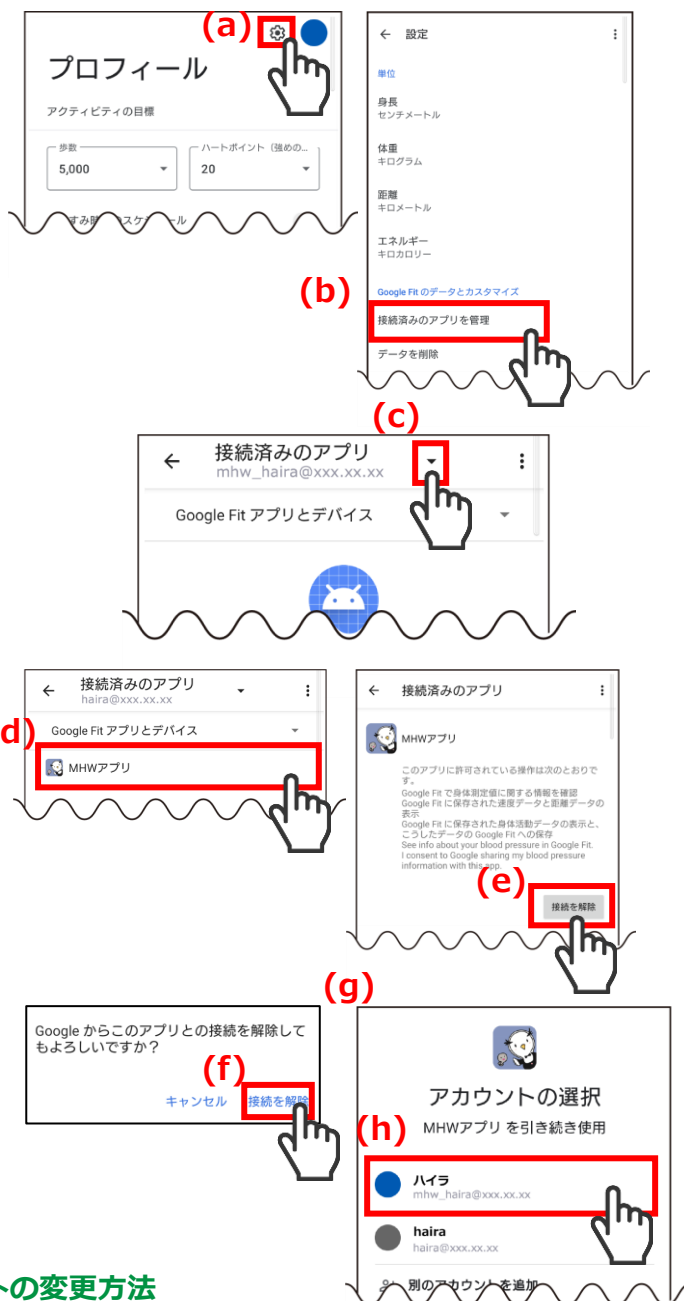 (a)
プロフィール
アクティビティの目標
歩数
ハートポイント（強めの...
5,000
20
(b)
設定
単位
身長
センチメートル
体重
キログラム
距離
キロメートル
エネルギー
キロカロリー
Google Fit のデータとカスタマイズ
接続済みのアプリを管理
データを削除
(c)
接続済みのアプリ
mhw_haira@xxx.xx.xx
Google Fit アプリとデバイス
d)
接続済みのアプリ
haira@xxx.xx.xx
Google Fit アプリとデバイス
MHWアプリ
接続済みのアプリ
MHWアプリ
このアプリに許可されている操作は次のとおりで
す。
Google Fit で身体測定値に関する情報を確認
Google Fit に保存された速度データと距離データの
表示
Google Fit に保存された身体活動データの表示と、
こうしたデータの Google Fit への保存
See info about your blood pressure in Google Fit.
I consent to Google sharing my blood pressure
information with this app.
(e)
接続を解除
Google からこのアプリとの接続を解除して
もよろしいですか？
(f)
キャンセル 接続を解除
(g)
アカウントの選択
MHWアプリ を引き続き使用
(h)
ハイラ
mhw_haira@xxx.xx.xx
haira
haira@xxx.xx.xx
別のアカウントを追加
トの変更方法